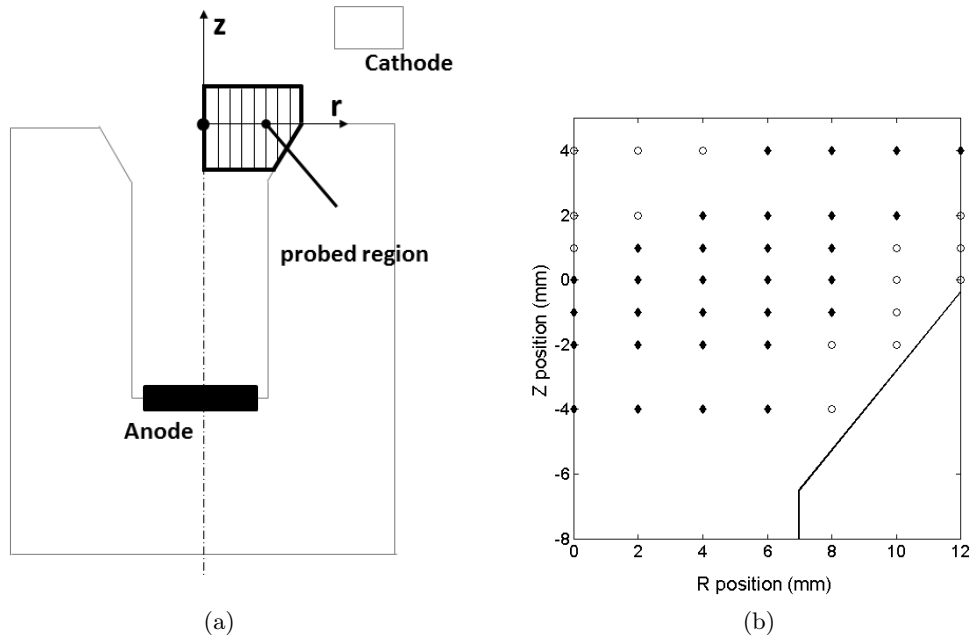 z
Cathode
r
probed region
Anode
(a)
4
2
0
-2
-4
-6
-8
Z position (mm)
0 2 4 6 8 10 12
R position (mm)
(b)